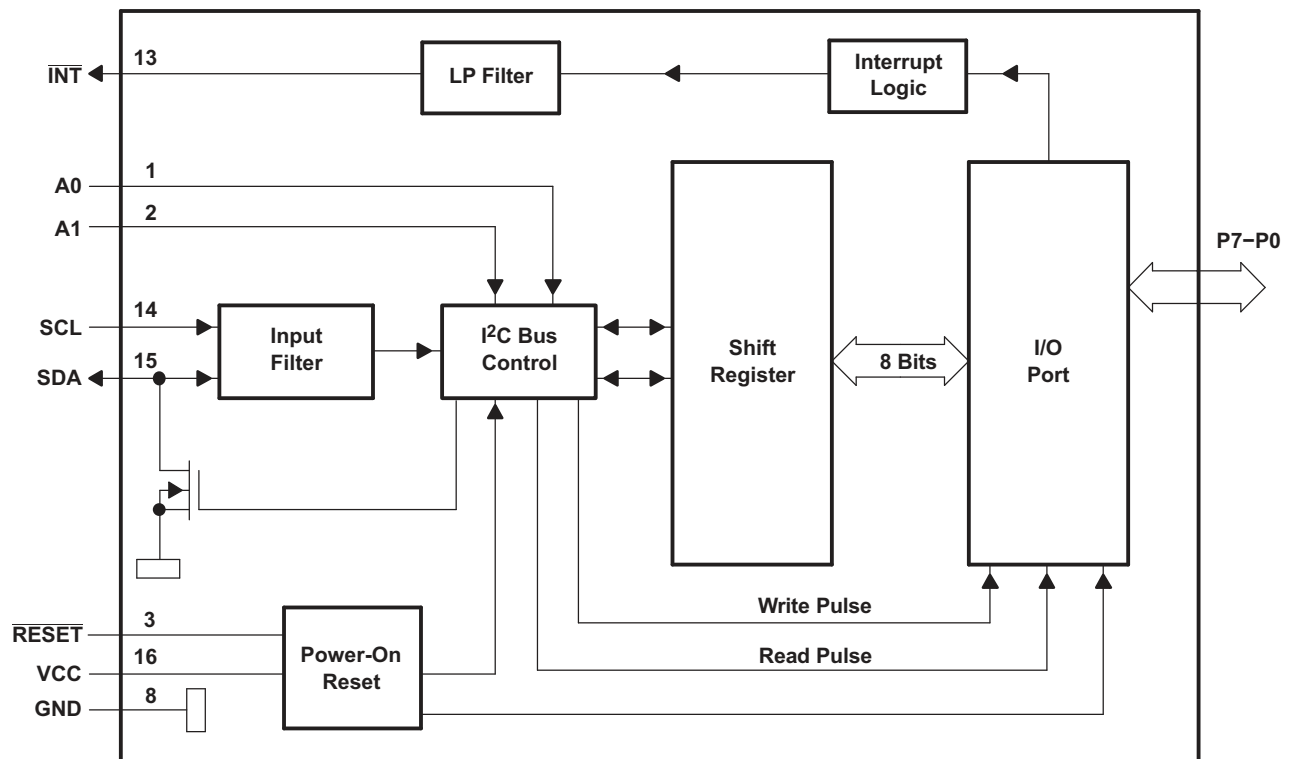 INT
13
LP Filter
Interrupt
Logic
A0
1
A1
2
P7–P0
SCL
14
SDA
15
Input
Filter
I²C Bus
Control
Shift
Register
8 Bits
I/O
Port
Write Pulse
Read Pulse
RESET
3
VCC
16
GND
8
Power-On
Reset